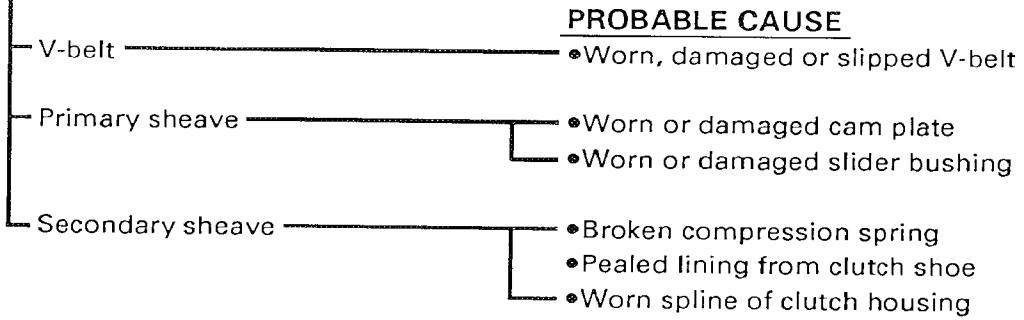 PROBABLE CAUSE
V-belt •Worn, damaged or slipped V-belt
Primary sheave •Worn or damaged cam plate
•Worn or damaged slider bushing
Secondary sheave •Broken compression spring
•Pealed lining from clutch shoe
•Worn spline of clutch housing